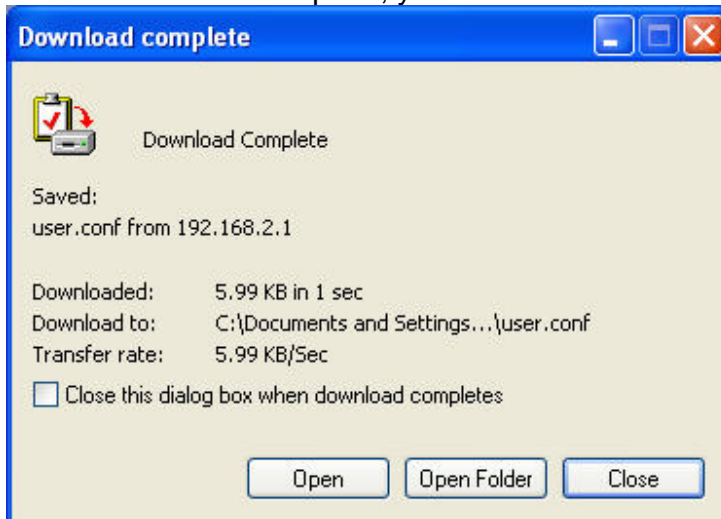 Download complete
Download Complete
Saved:
user.conf from 192.168.2.1
Downloaded: 5.99 KB in 1 sec
Download to: C:\Documents and Settings...\user.conf
Transfer rate: 5.99 KB/Sec
Close this dialog box when download completes
Open Open Folder Close